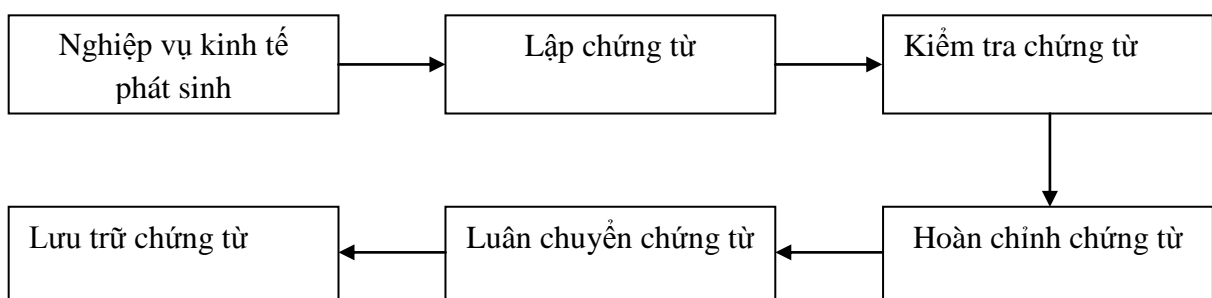 Nghiệp vụ kinh tế
phát sinh
Lập chứng từ
Kiểm tra chứng từ
Hoàn chỉnh chứng từ
Luân chuyển chứng từ
Lưu trữ chứng từ